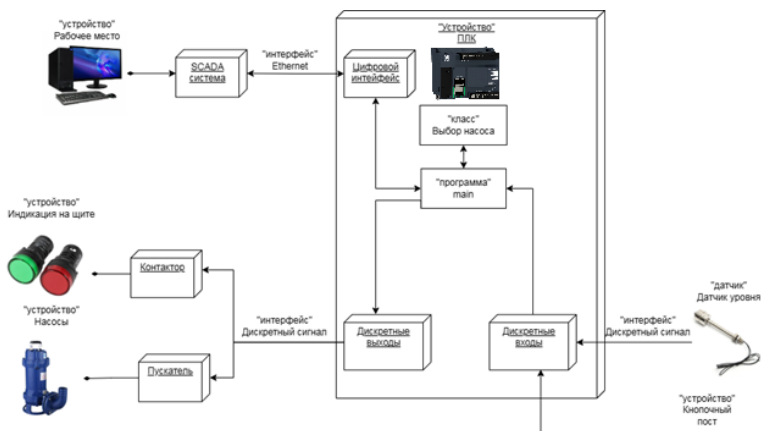 "устройство"
Рабочее место
SCADA
система
"интерфейс"
Ethernet
"Устройство"
ПЛК
Цифровой
интейфейс
"класс"
Выбор насоса
"программа"
main
"устройство"
Индикация на щите
Контактор
"устройство"
Насосы
Пускатель
"интерфейс"
Дискретный сигнал
Дискретные
выходы
Дискретные
входы
"интерфейс"
Дискретный сигнал
"датчик"
Датчик уровня
"устройство"
Кнопочный
пост